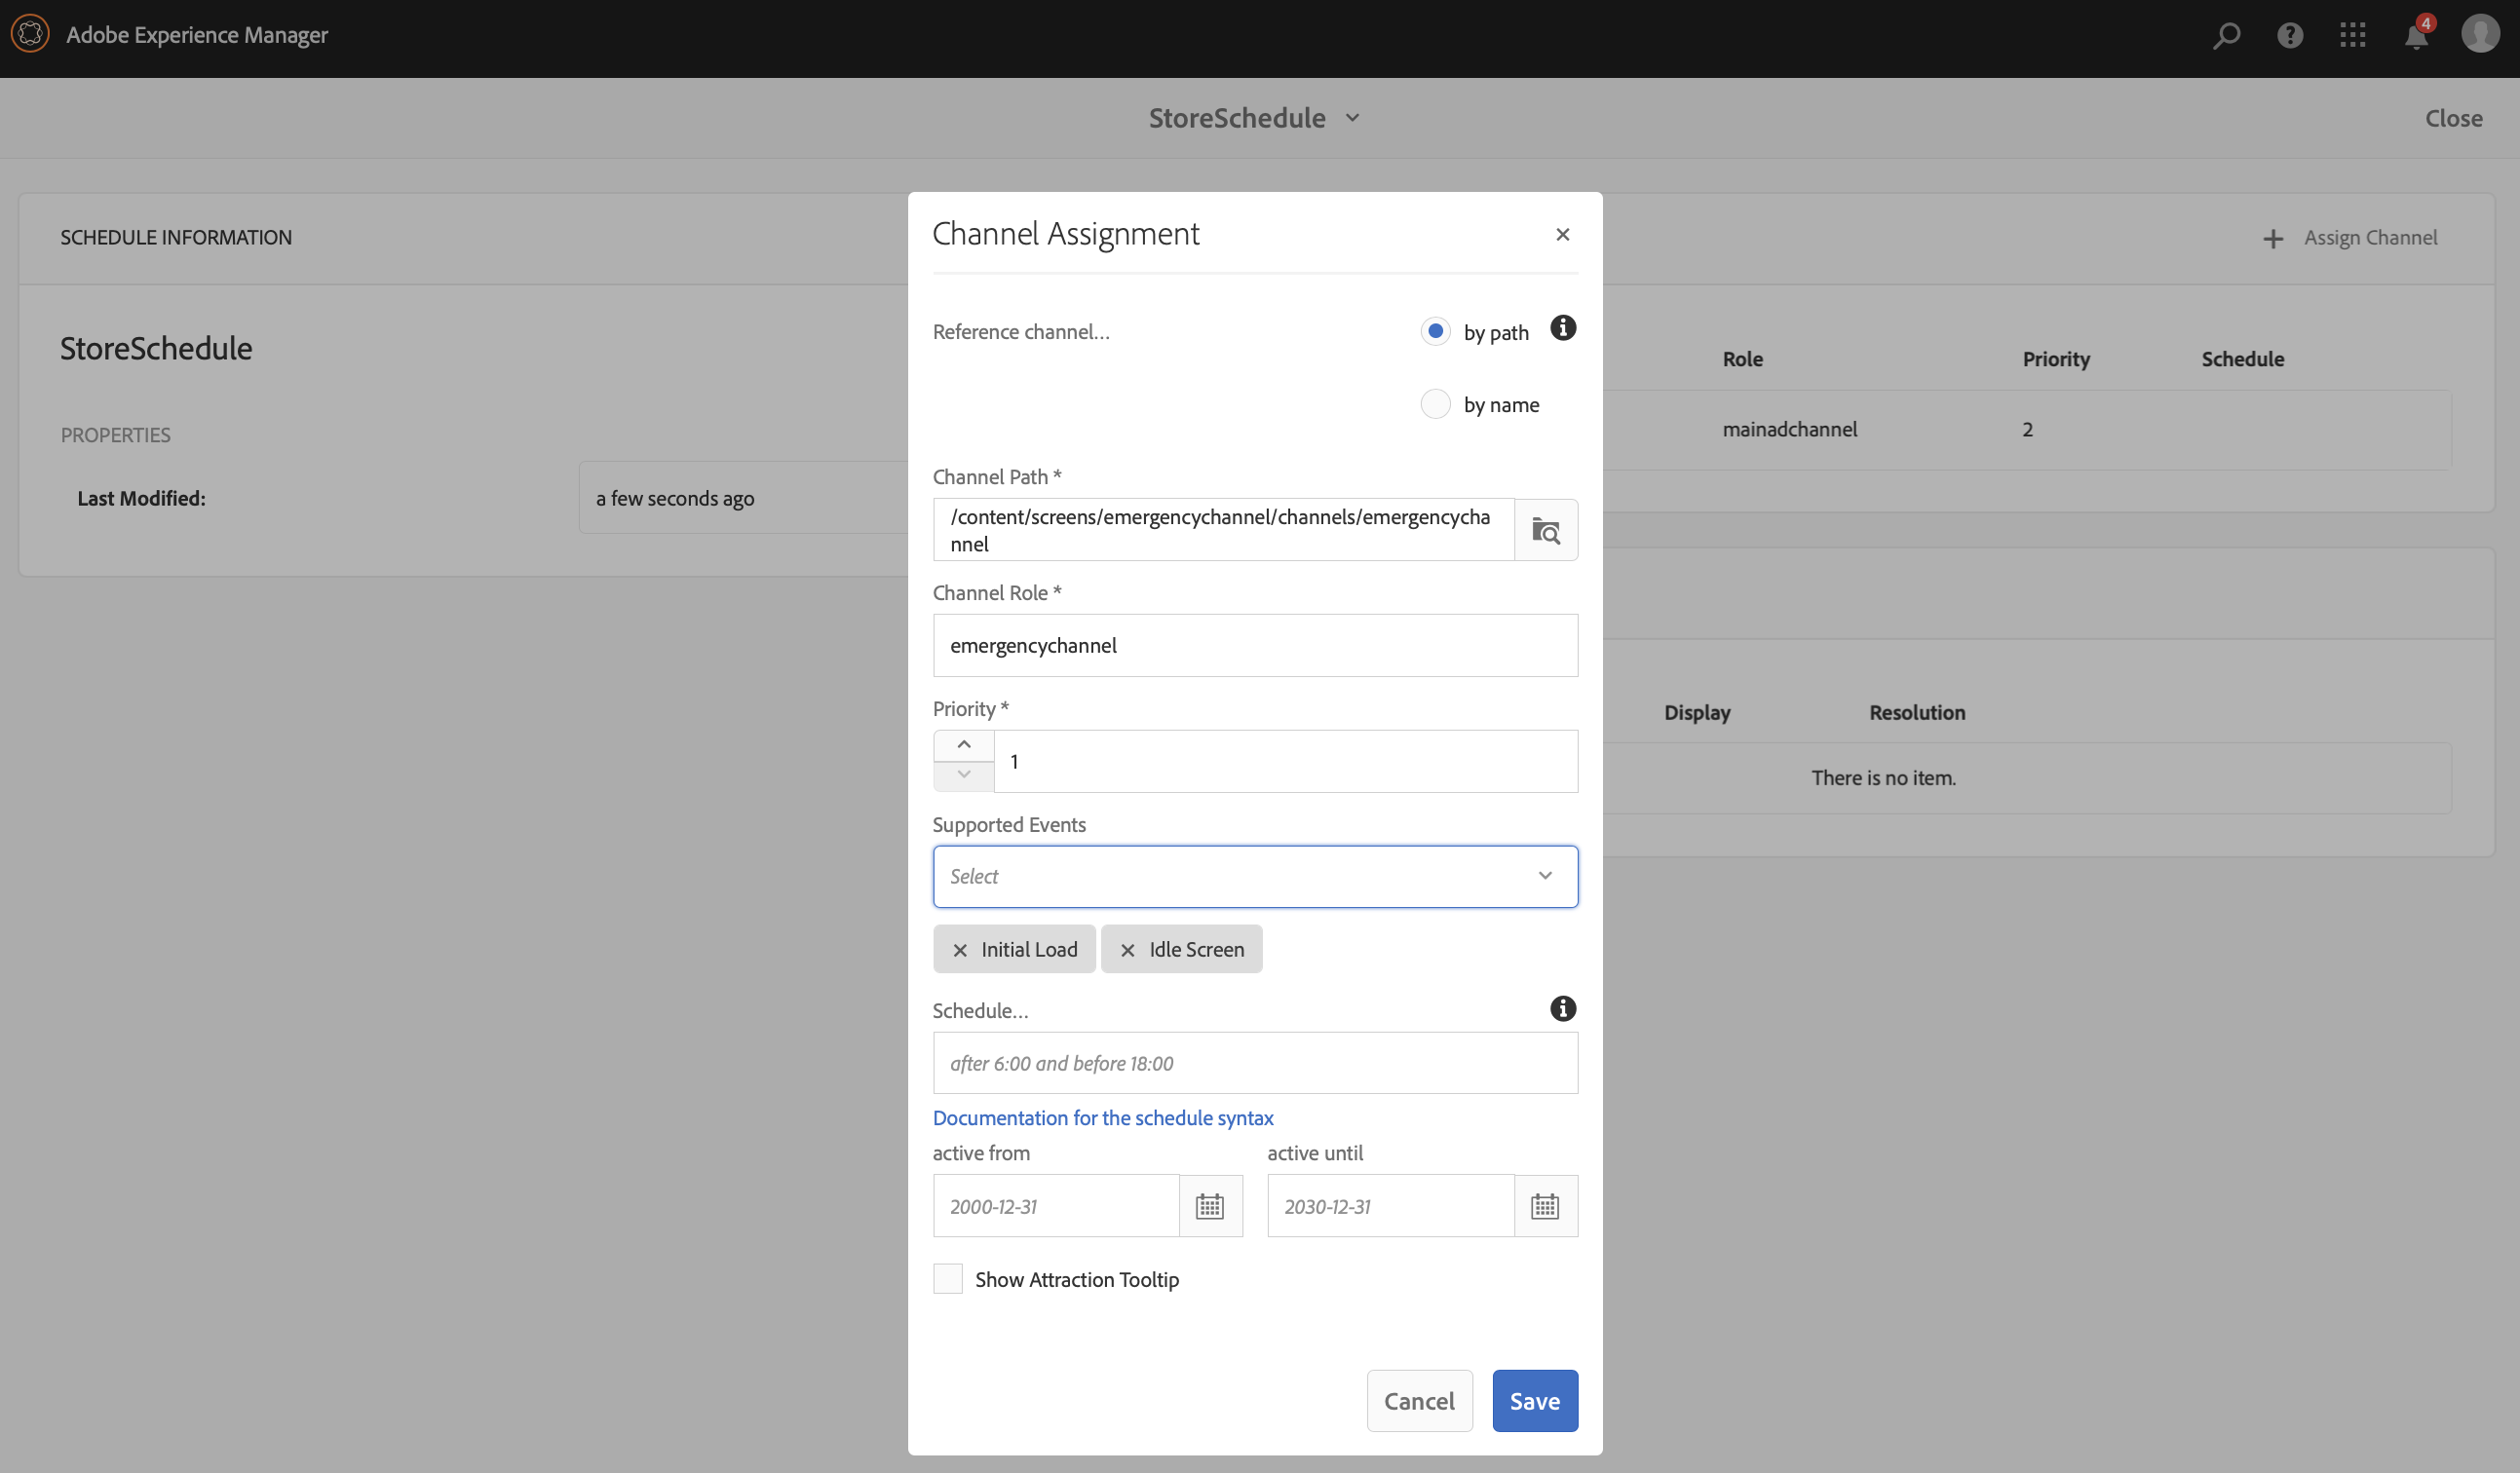 Adobe Experience Manager
4
StoreSchedule
Close
SCHEDULE INFORMATION
+ Assign Channel
StoreSchedule
PROPERTIES
Last Modified:
a few seconds ago
Role Priority Schedule
mainadchannel 2
Display Resolution
There is no item.
Channel Assignment
Reference channel...
by path
by name
Channel Path *
/content/screens/emergencychannel/channels/emergencycha
nnel
Channel Role *
emergencychannel
Priority *
1
Supported Events
Select
Initial Load
Idle Screen
Schedule...
after 6:00 and before 18:00
Documentation for the schedule syntax
active from
active until
2000-12-31
2030-12-31
Show Attraction Tooltip
Cancel
Save